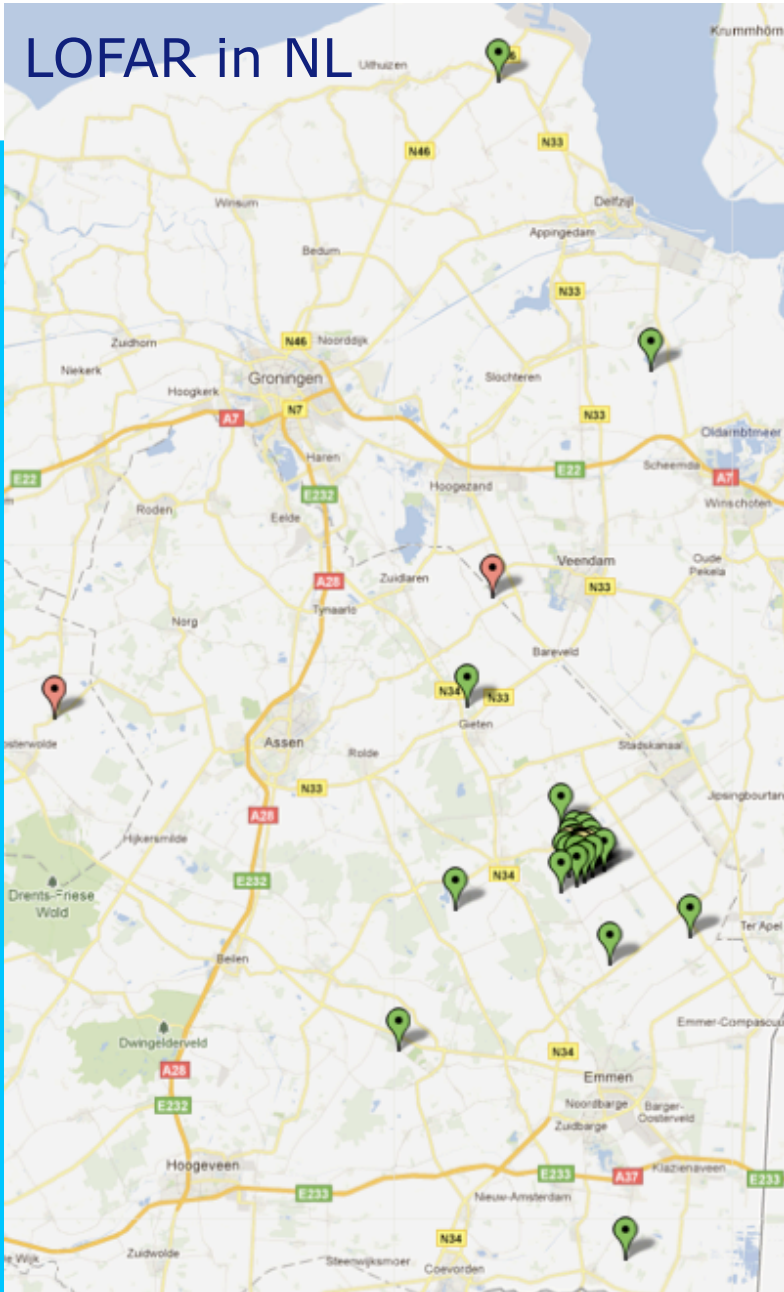 LOFAR in NL
Krummhörn
Uithuizen
N33
N46
Winsum
Delfzijl
Appingedam
Bedum
N33
N46
Noorddijk
Zuidhorn
Niekerk
Groningen
Slochteren
Hoogkerk
N7
A7
N33
Oldambtmeer
Haren
Scheemda
E22
E22
A7
Hoogezand
E232
Winschoten
Roden
Eelde
Veendam
Oude
Pekela
A28
Zuidlaren
N33
Tynaarlo
Norg
Bareveld
N34
N33
Gieten
Assen
Stadskanaal
osterwolde
Rolde
N33
Jipsingbourtan
A28
Hijkersmilde
N34
E232
Drents-Friese
Wold
Ter Apel
Beilen
Emmer-Compascuu
Dwingelderveld
N34
A28
Emmen
E232
Noordbarge
Barger-
Oosterveld
Zuidbarge
Hoogeveen
Klazienaveen
E233
A37
E233
E233
Nieuw-Amsterdam
N34
Zuidwolde
e Wijk
Steenwijksmoer
Coevorden